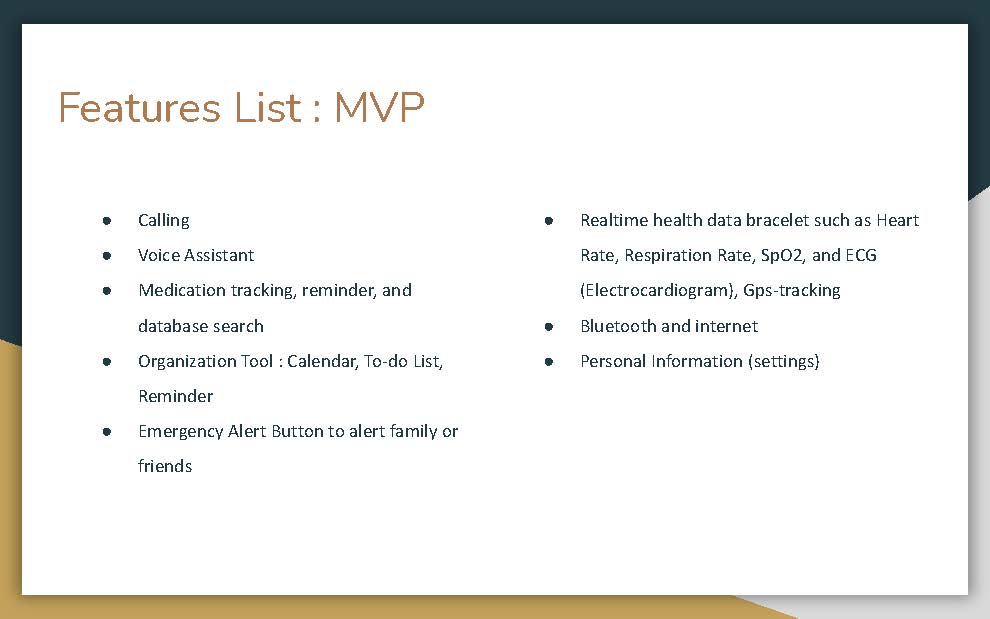 Features List : MVP
● Calling
● Voice Assistant
● Medication tracking, reminder, and
database search
● Organization Tool : Calendar, To-do List,
Reminder
● Emergency Alert Button to alert family or
friends
● Realtime health data bracelet such as Heart
Rate, Respiration Rate, SpO2, and ECG
(Electrocardiogram), Gps-tracking
● Bluetooth and internet
● Personal Information (settings)